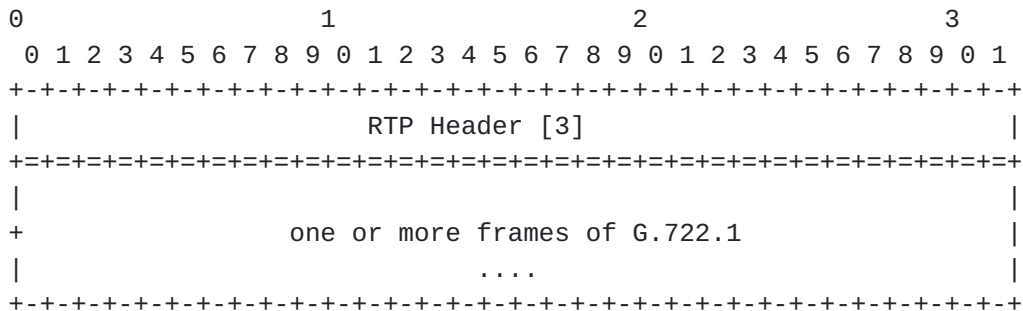 0                   1                   2                   3
 0 1 2 3 4 5 6 7 8 9 0 1 2 3 4 5 6 7 8 9 0 1 2 3 4 5 6 7 8 9 0 1
+-+-+-+-+-+-+-+-+-+-+-+-+-+-+-+-+-+-+-+-+-+-+-+-+-+-+-+-+-+-+-+-+
|                      RTP Header [3]                           |
+=+=+=+=+=+=+=+=+=+=+=+=+=+=+=+=+=+=+=+=+=+=+=+=+=+=+=+=+=+=+=+=+
|                                                               |
+                 one or more frames of G.722.1                 |
|                             ....                              |
+-+-+-+-+-+-+-+-+-+-+-+-+-+-+-+-+-+-+-+-+-+-+-+-+-+-+-+-+-+-+-+-+